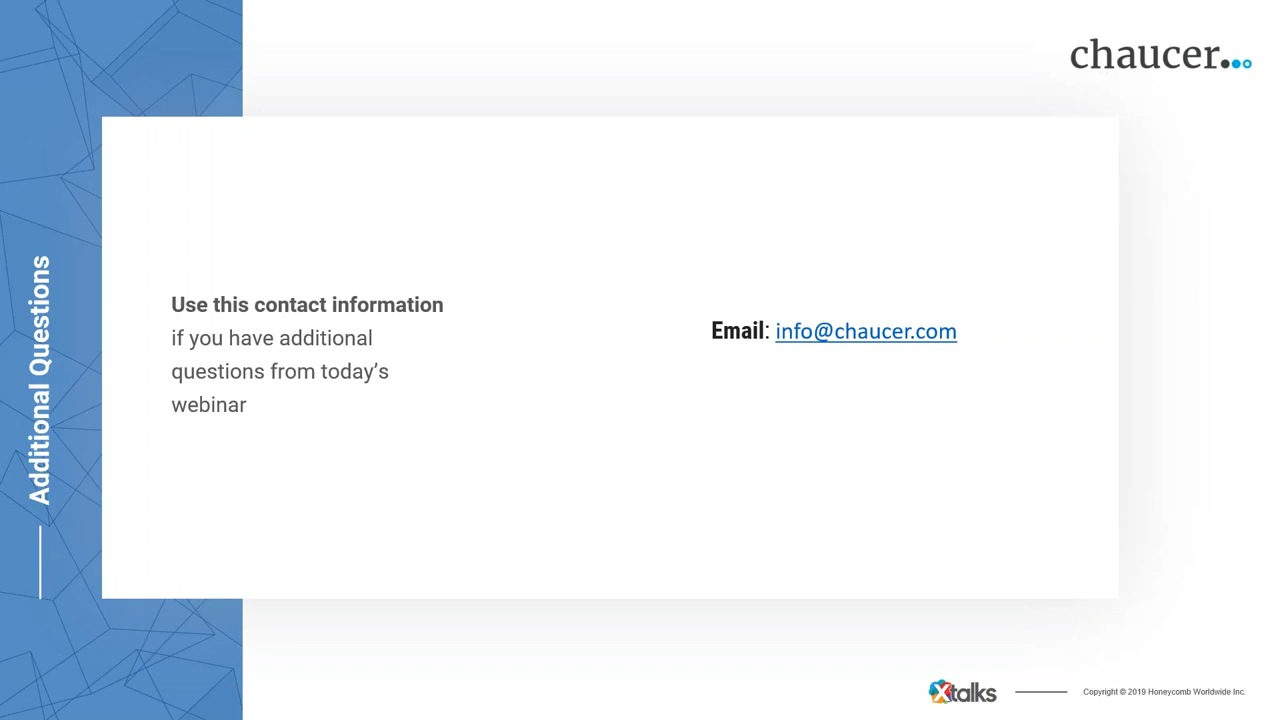 chaucer
Additional Questions
Use this contact information
if you have additional
questions from today’s
webinar
Email: info@chaucer.com
Xtalks
Copyright © 2019 Honeycomb Worldwide Inc.